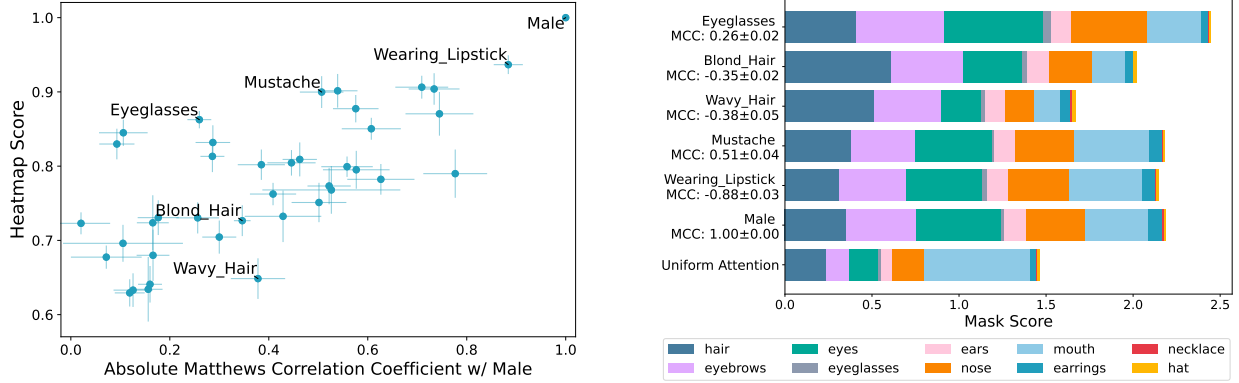 1.0
0.9
0.8
0.7
0.6
Heatmap Score
Male
Wearing_Lipstick
Mustache
Eyeglasses
Blond_Hair
Wavy_Hair
0.0 0.2 0.4 0.6 0.8 1.0
Absolute Matthews Correlation Coefficient w/ Male
Eyeglasses
MCC: 0.26±0.02
Blond_Hair
MCC: -0.35±0.02
Wavy_Hair
MCC: -0.38±0.05
Mustache
MCC: 0.51±0.04
Wearing_Lipstick
MCC: -0.88±0.03
Male
MCC: 1.00±0.00
Uniform Attention
0.0 0.5 1.0 1.5 2.0 2.5
Mask Score
hair eyes ears mouth necklace
eyebrows eyeglasses nose earrings hat